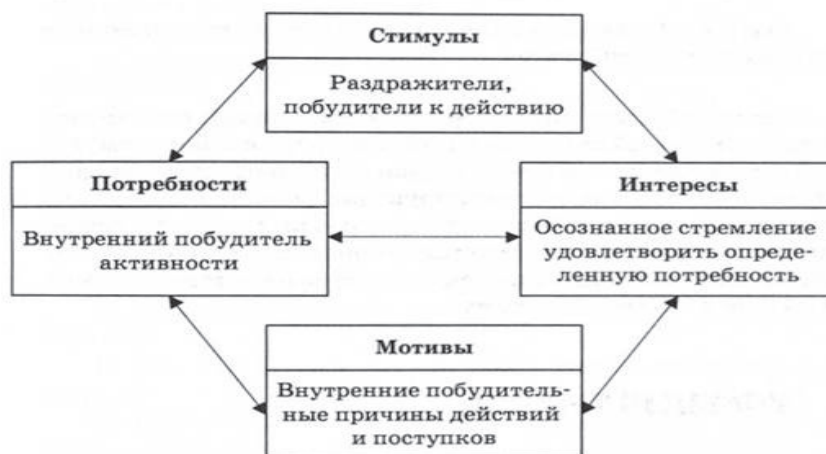 Стимулы
Раздражители,
побудители к действию
Потребности
Внутренний побудитель
активности
Интересы
Осознанное стремление
удовлетворить опреде-
ленную потребность
Мотивы
Внутренние побудитель-
ные причины действий
и поступков